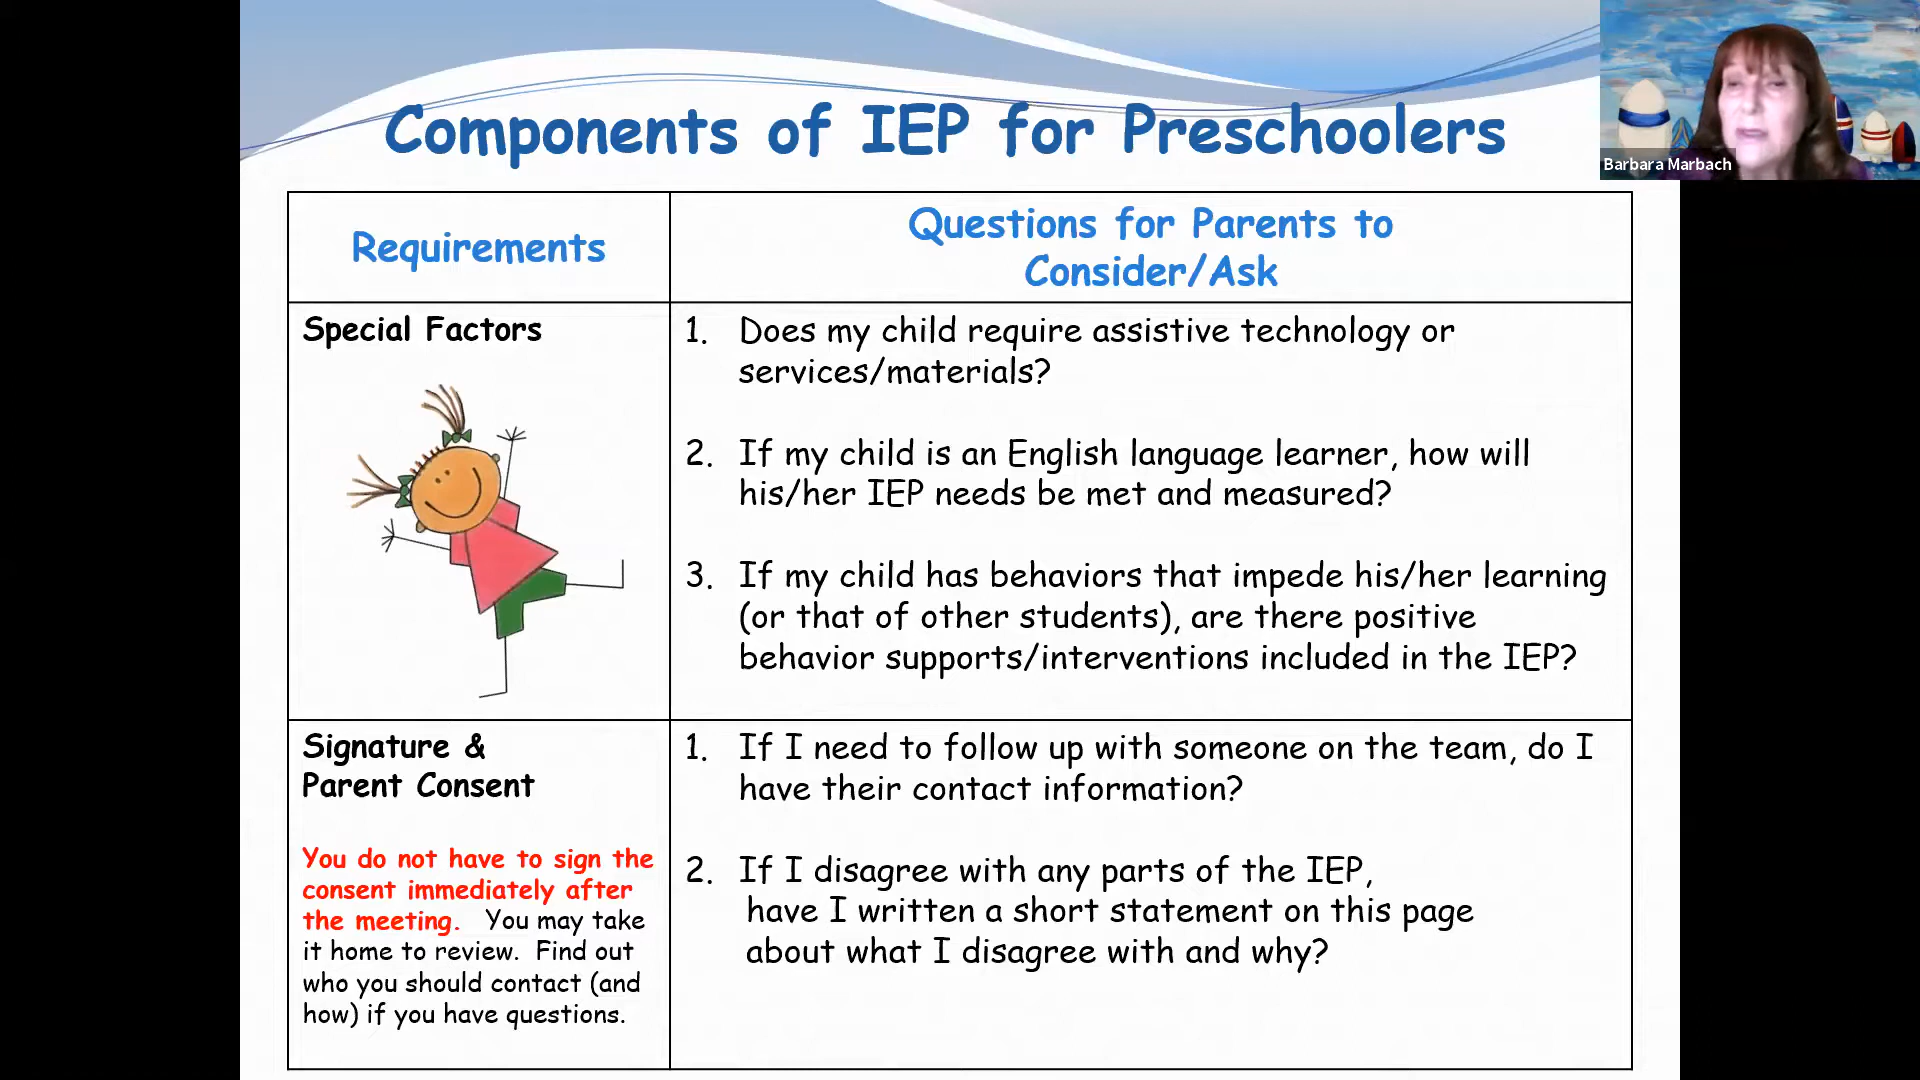 Components of IEP for Preschoolers
Barbara Marbach
Requirements
Questions for Parents to
Consider/Ask
Special Factors
1. Does my child require assistive technology or
services/materials?
2. If my child is an English language learner, how will
his/her IEP needs be met and measured?
3. If my child has behaviors that impede his/her learning
(or that of other students), are there positive
behavior supports/interventions included in the IEP?
Signature &
Parent Consent
You do not have to sign the
consent immediately after
the meeting. You may take
it home to review. Find out
who you should contact (and
how) if you have questions.
1. If I need to follow up with someone on the team, do I
have their contact information?
2. If I disagree with any parts of the IEP,
have I written a short statement on this page
about what I disagree with and why?